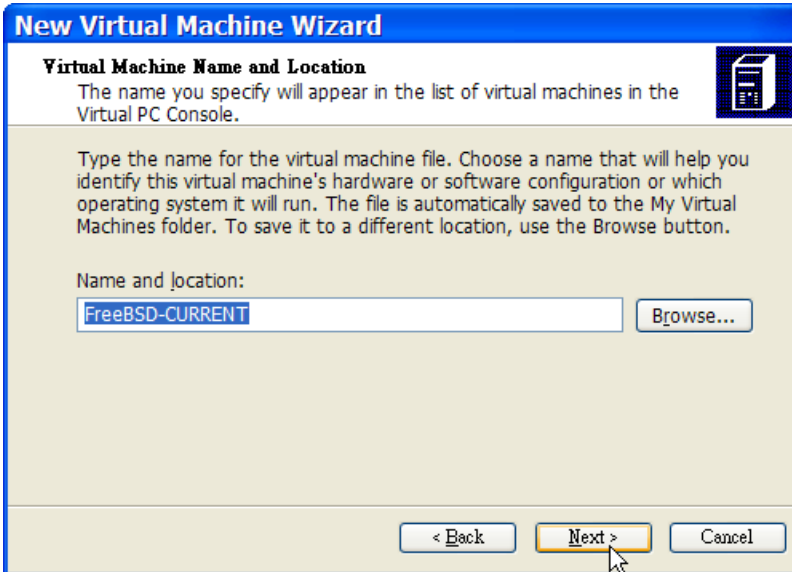 New Virtual Machine Wizard
Virtual Machine Name and Location
The name you specify will appear in the list of virtual machines in the
Virtual PC Console.
Type the name for the virtual machine file. Choose a name that will help you
identify this virtual machine's hardware or software configuration or which
operating system it will run. The file is automatically saved to the My Virtual
Machines folder. To save it to a different location, use the Browse button.
Name and location:
FreeBSD-CURRENT
Browse...
< Back
Next >
Cancel